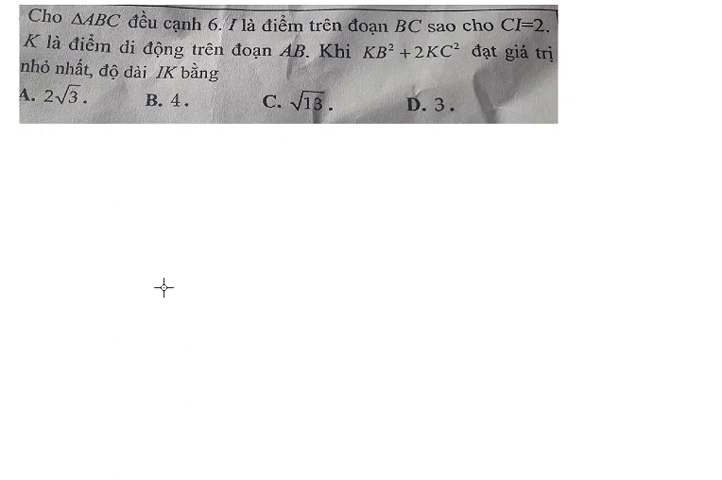 Cho ΔABC đều cạnh 6. I là điểm trên đoạn BC sao cho CI=2.
K là điểm di động trên đoạn AB. Khi KB² + 2KC² đạt giá trị
nhỏ nhất, độ dài IK bằng
A. 2√3. B. 4. C. √13. D. 3.